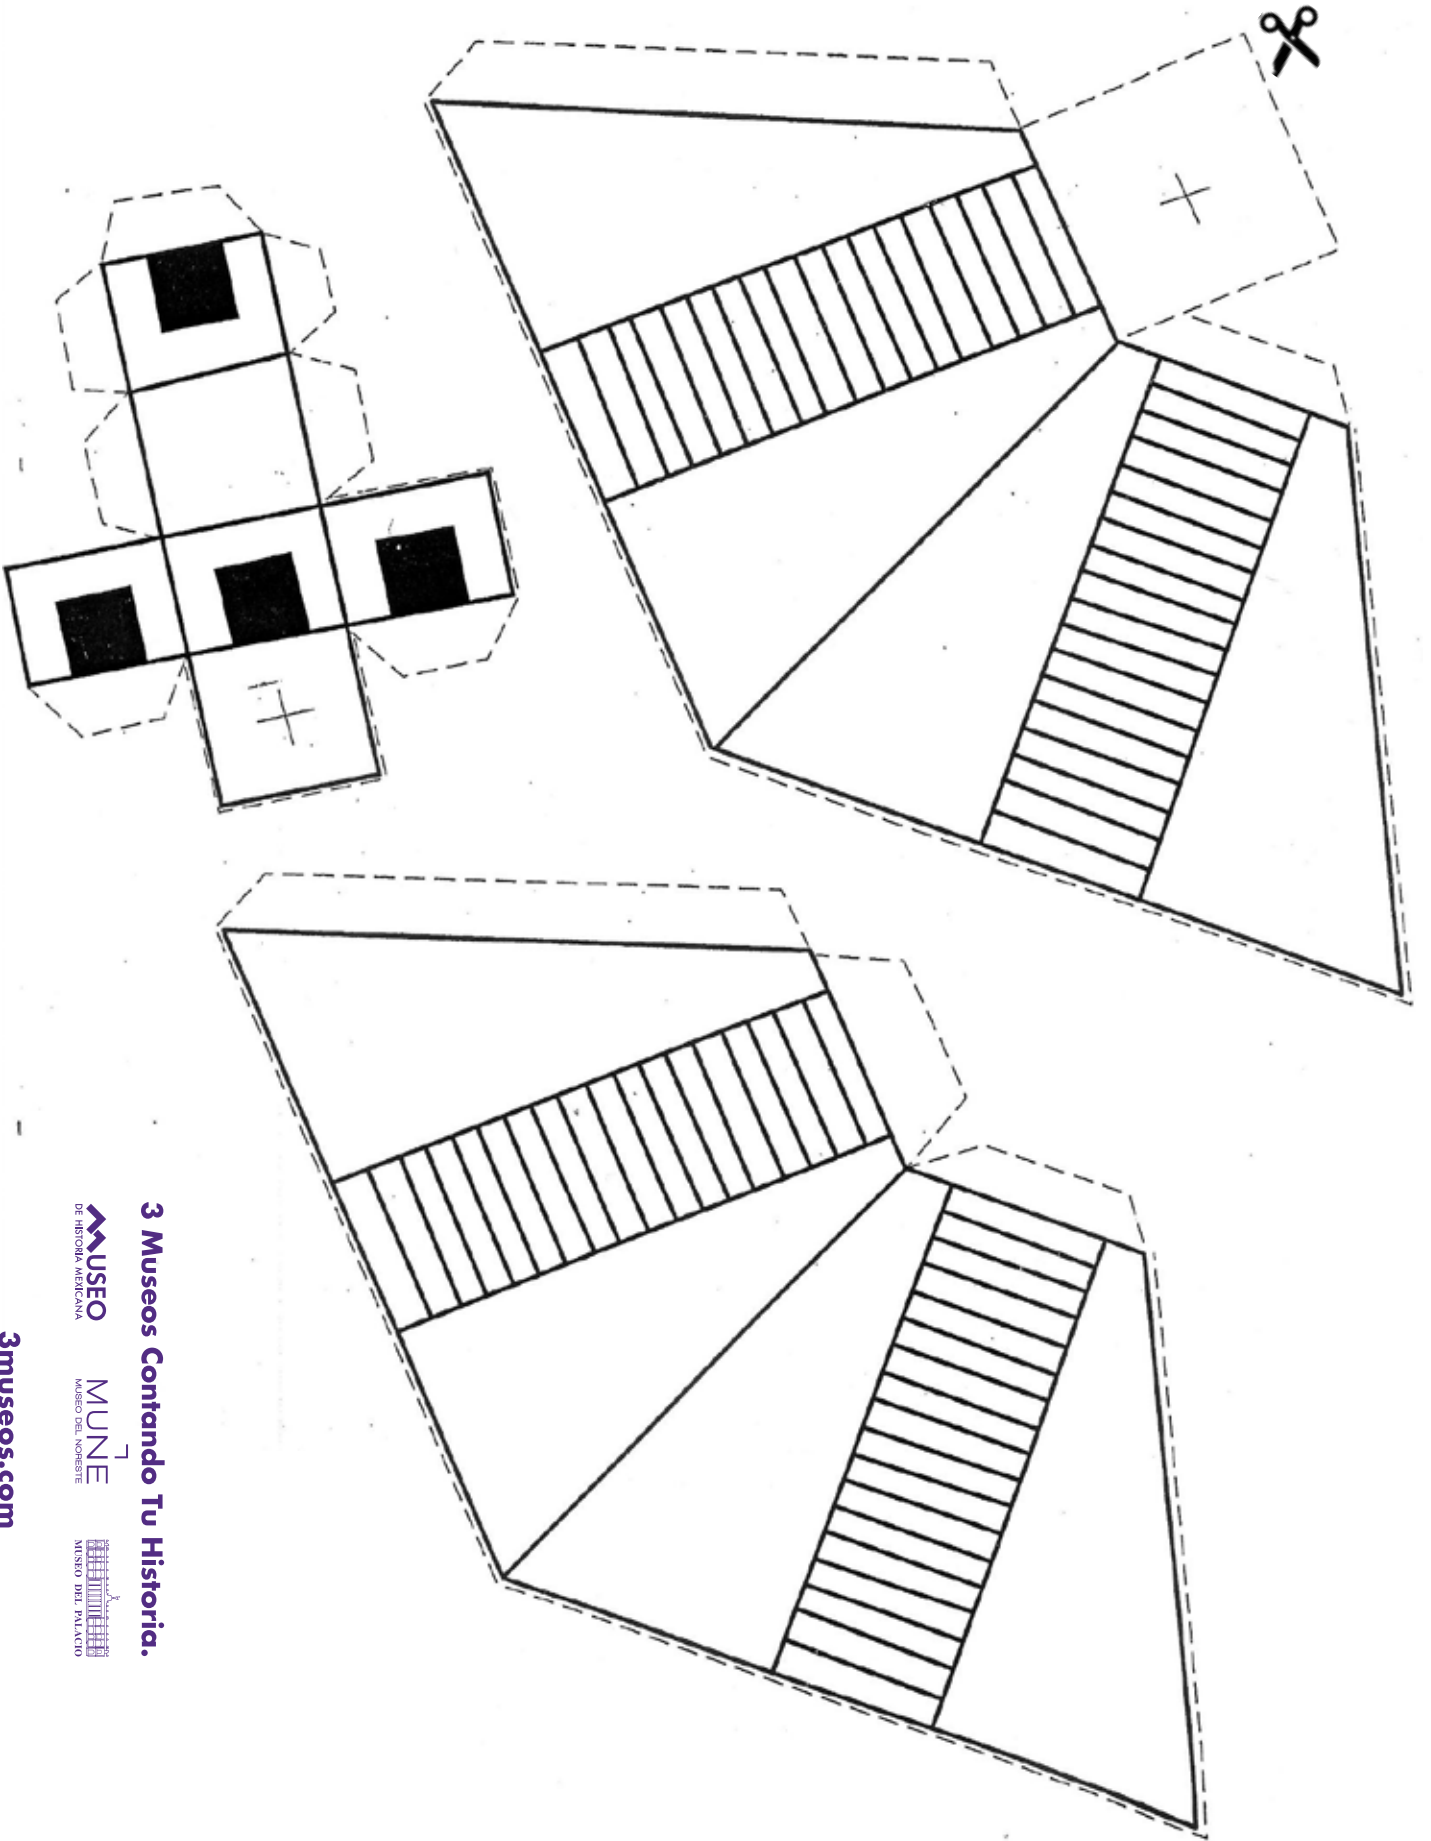 3 Museos Contando Tu Historia.
MUSEO
DE HISTORIA MEXICANA
MUNE
MUSEO DEL NORESTE
MUSEO DEL PALACIO
3museos.com